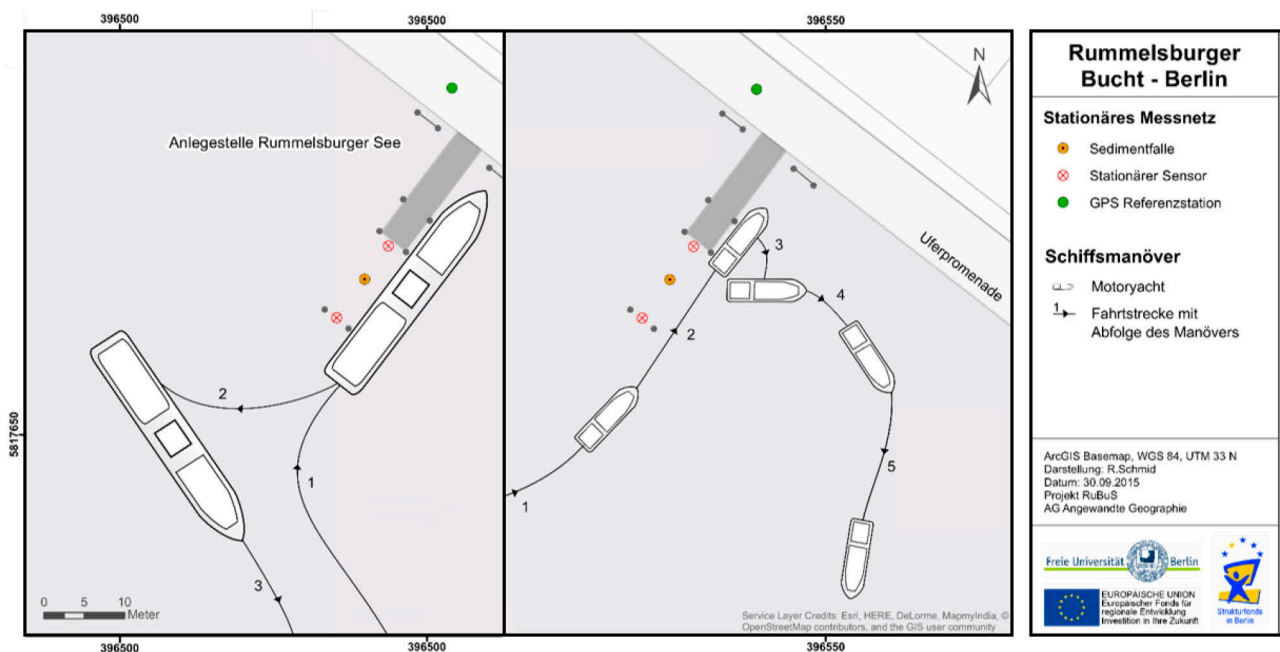 396500
396500
396550
N
Anlegestelle Rummelsburger See
Uferpromenade
5817650
1
2
3
1
2
3
4
5
0 5 10
Meter
Service Layer Credits: Esri, HERE, DeLorme, MapmyIndia, ©
OpenStreetMap contributors, and the GIS user community
396500
396500
396550
Rummelsburger
Bucht - Berlin
Stationäres Messnetz
Sedimentfalle
Stationärer Sensor
GPS Referenzstation
Schiffsmanöver
Motoryacht
1
Fahrtstrecke mit
Abfolge des Manövers
ArcGIS Basemap, WGS 84, UTM 33 N
Darstellung: R.Schmid
Datum: 30.09.2015
Projekt RuBuS
AG Angewandte Geographie
Freie Universität Berlin
EUROPÄISCHE UNION
Europäischer Fonds für
regionale Entwicklung
Investition in Ihre Zukunft
Strukturfonds
in Berlin